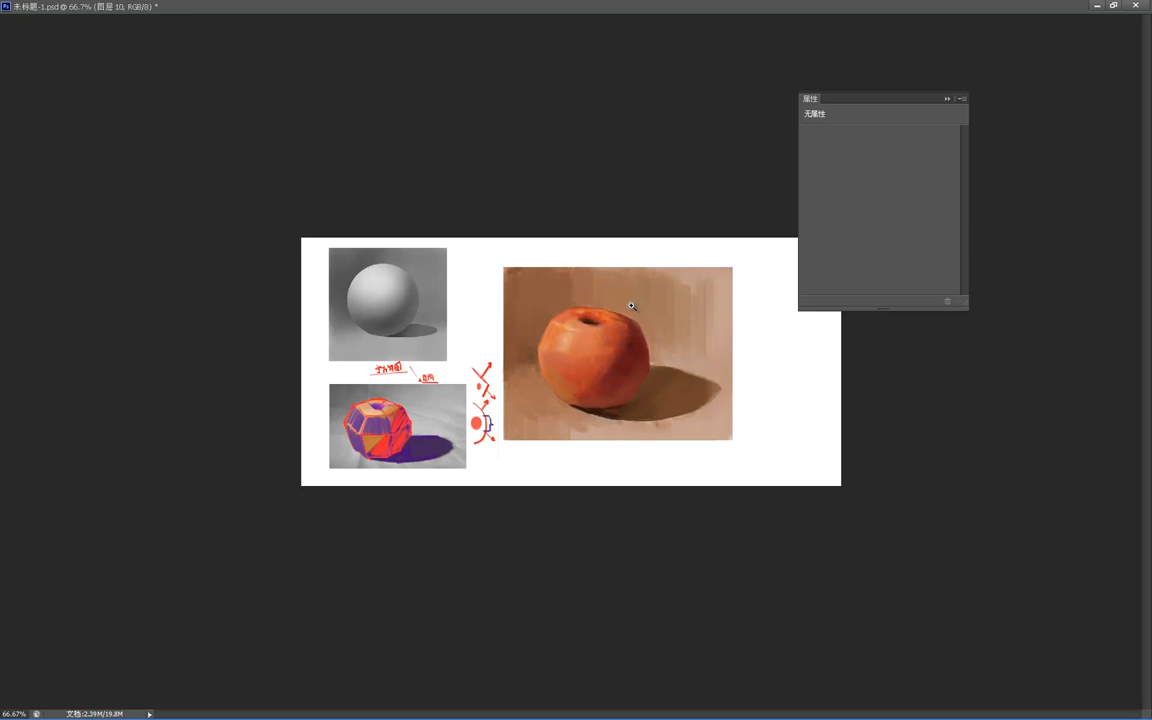 Ps 未标题-1.psd @ 66.7% (图层 10, RGB/8) *
属性
无属性
66.67%
文档:2.39M/19.8M